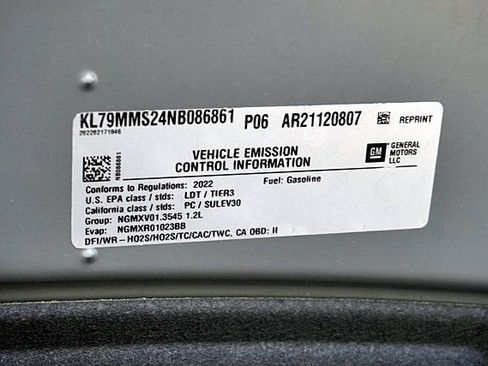 KL79MMS24NB086861 P06 AR21120807 REPRINT
202202171846
NB086861
VEHICLE EMISSION
CONTROL INFORMATION
GM GENERAL
MOTORS
LLC
Conforms to Regulations: 2022 Fuel: Gasoline
U.S. EPA class / stds: LDT / TIER3
California class / stds: PC / SULEV30
Group: NGMXV01.3545 1.2L
Evap: NGMXR01023BB
DFI/WR - HO2S/HO2S/TC/CAC/TWC, CA OBD: II